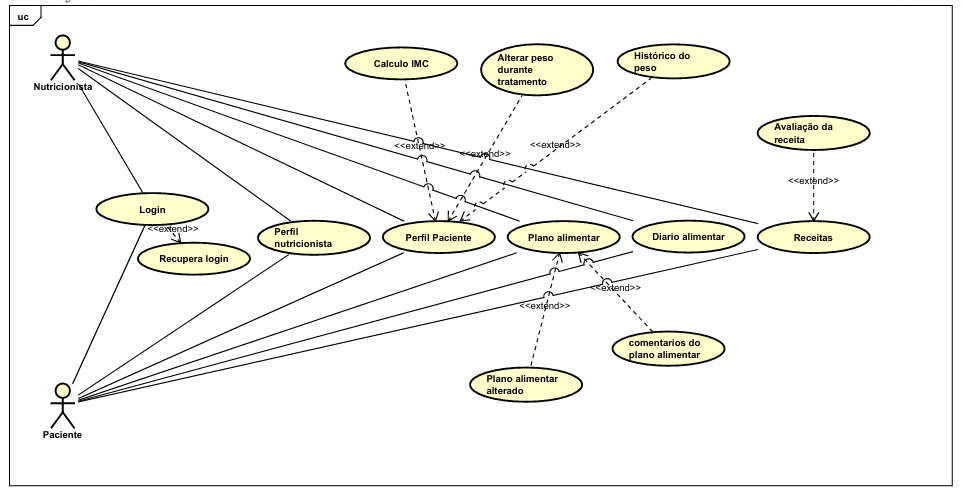 uc
Nutricionista
Calculo IMC
Alterar peso
durante
tratamento
Histórico do
peso
Avaliação da
receita
<<extend>>
<<extend>>
<<extend>>
<<extend>>
Login
<<extend>>
Recupera login
Perfil
nutricionista
Perfil Paciente
Plano alimentar
Diario alimentar
Receitas
<<extend>>
<<extend>>
comentarios do
plano alimentar
Plano alimentar
alterado
Paciente